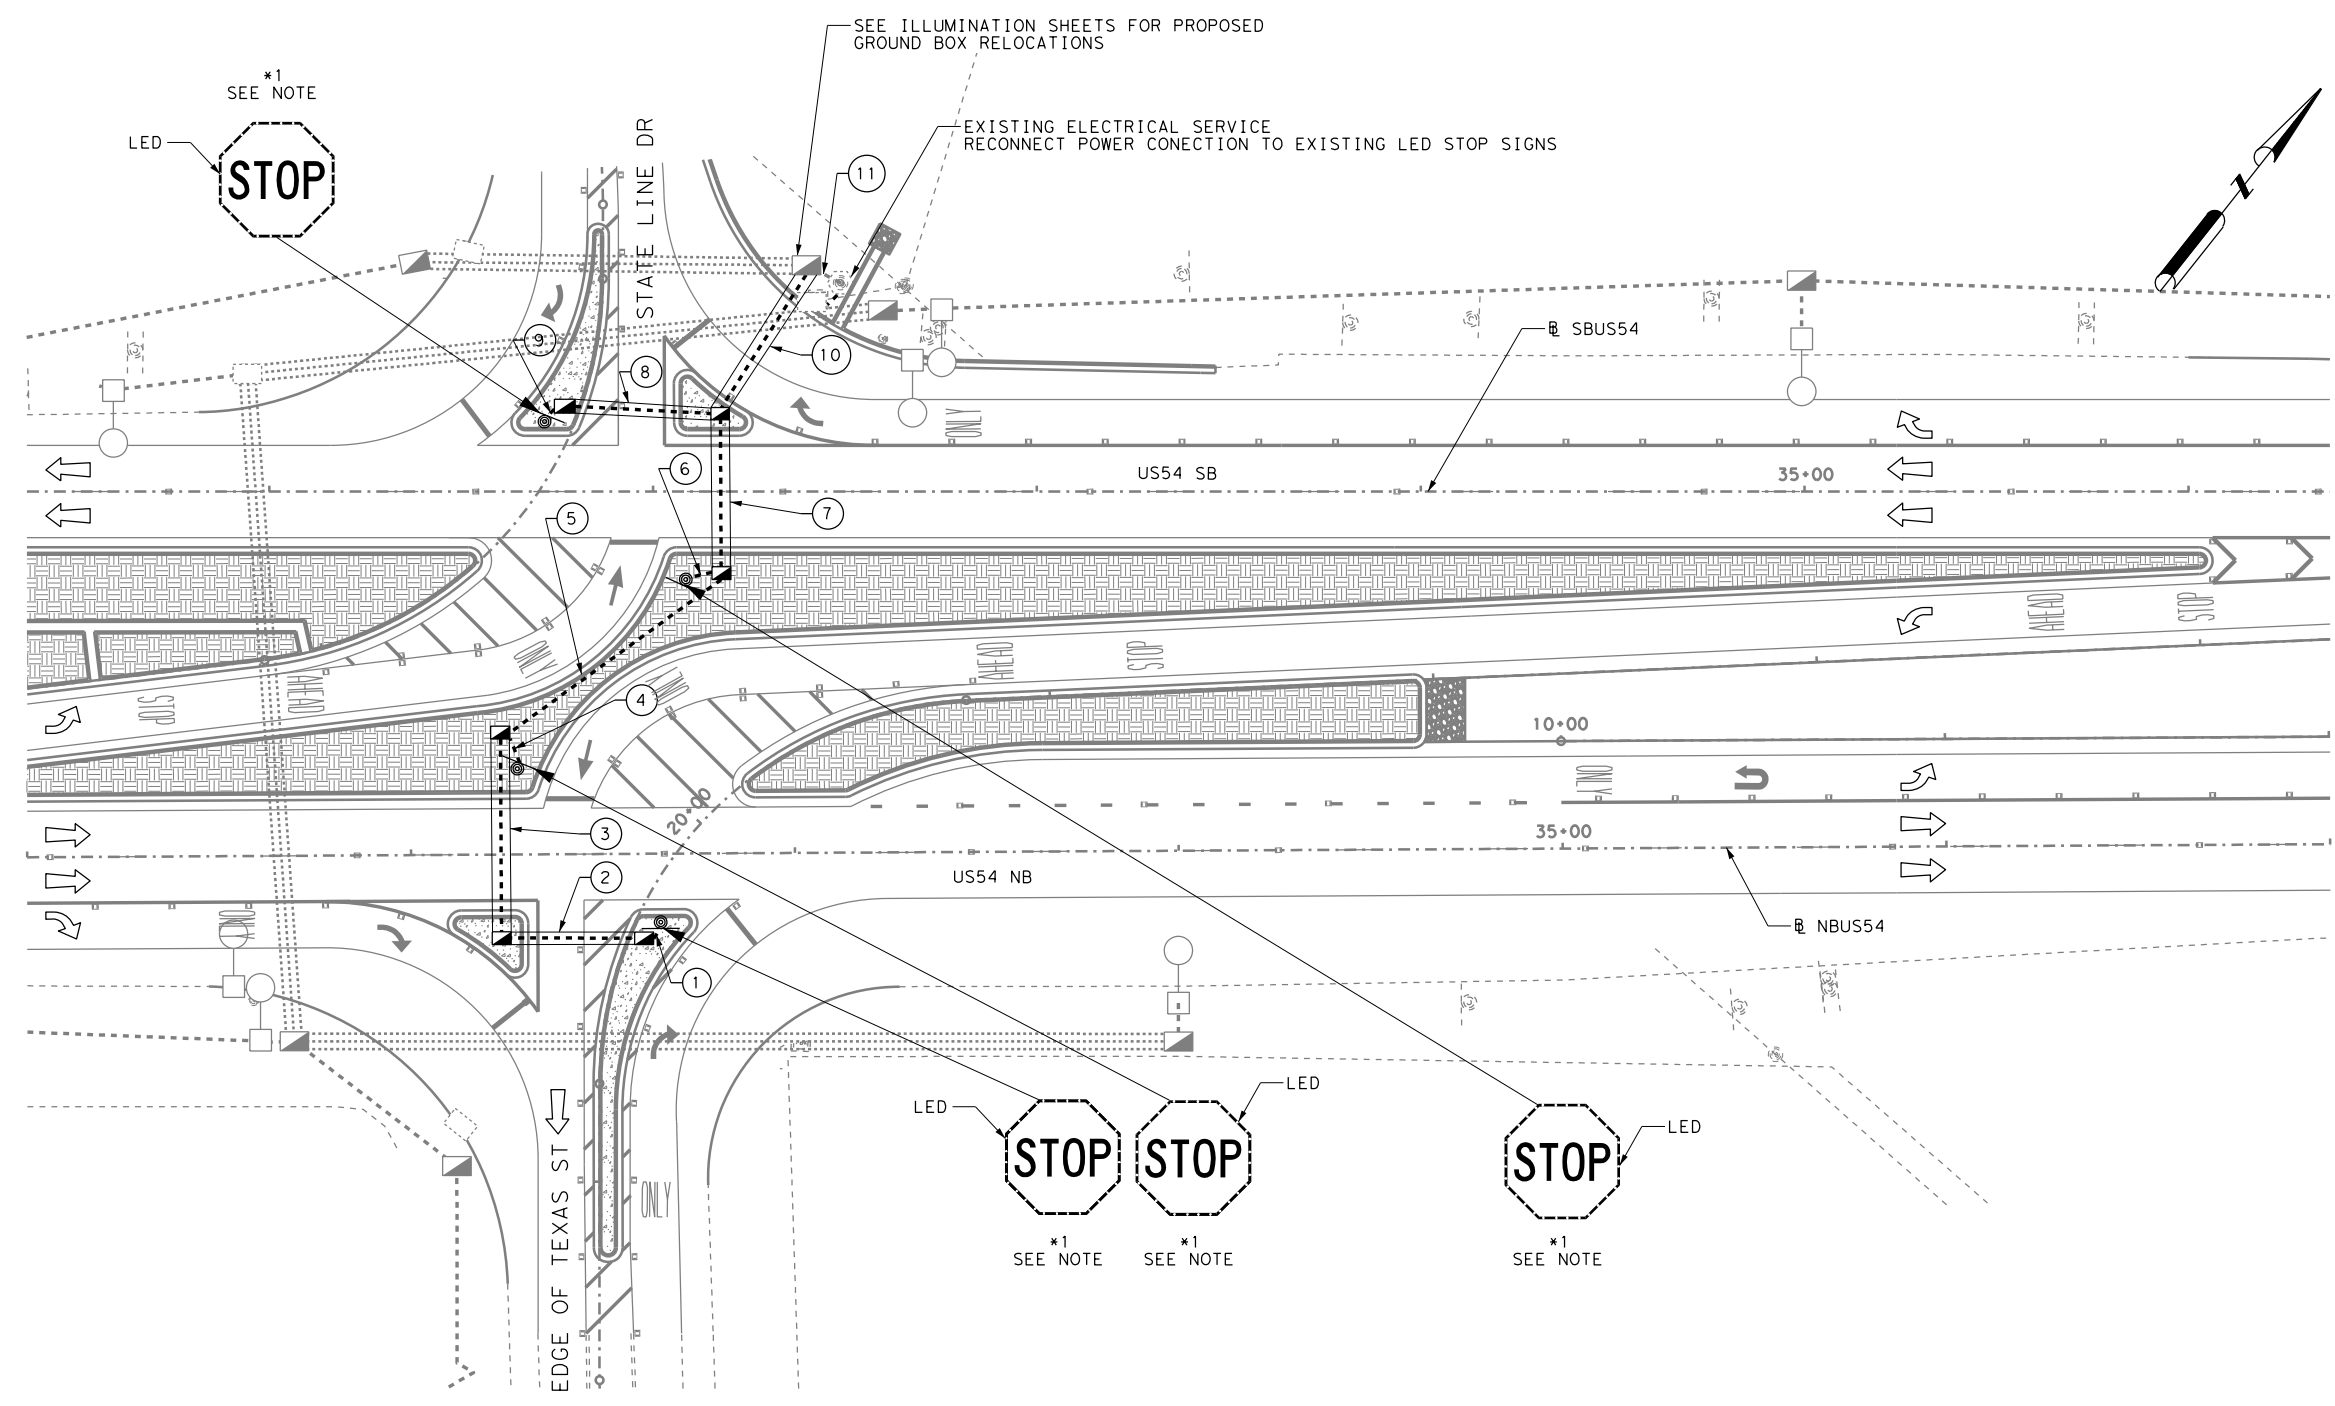 SEE ILLUMINATION SHEETS FOR PROPOSED
GROUND BOX RELOCATIONS
*1
SEE NOTE
LED
STOP
STATE LINE DR
EXISTING ELECTRICAL SERVICE
RECONNECT POWER CONECTION TO EXISTING LED STOP SIGNS
11
N
9
10
8
SBUS54
ONLY
6
US54 SB
35+00
7
5
ONLY
AHEAD
STOP
AHEAD
STOP
ONLY
4
STOP
AHEAD
10+00
ONLY
20+00
3
35+00
2
US54 NB
ONLY
NBUS54
1
LED
LED
LED
STOP
STOP
STOP
EDGE OF TEXAS ST
ONLY
*1
SEE NOTE
*1
SEE NOTE
*1
SEE NOTE